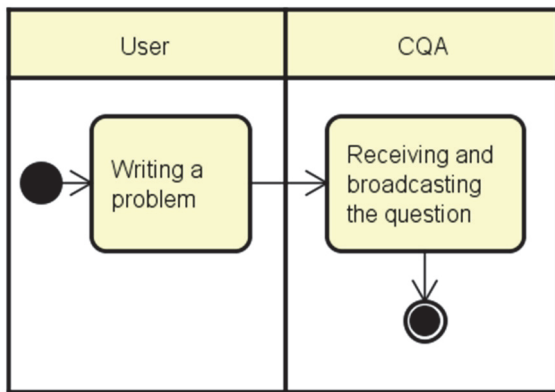 User
CQA
Writing a
problem
Receiving and
broadcasting
the question